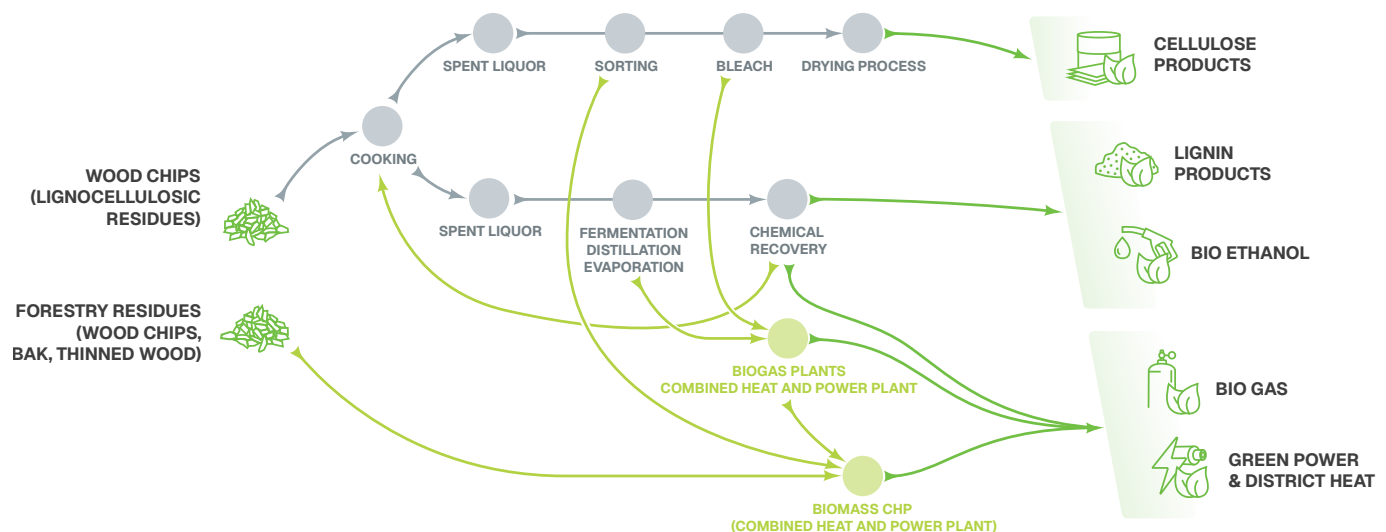 SPENT LIQUOR
SORTING
BLEACH
DRYING PROCESS
CELLULOSE
PRODUCTS
COOKING
WOOD CHIPS
(LIGNOCELLULOSIC
RESIDUES)
SPENT LIQUOR
FERMENTATION
DISTILLATION
EVAPORATION
CHEMICAL
RECOVERY
LIGNIN
PRODUCTS
BIO ETHANOL
FORESTRY RESIDUES
(WOOD CHIPS,
BAK, THINNED WOOD)
BIOGAS PLANTS
COMBINED HEAT AND POWER PLANT
BIO GAS
GREEN POWER
& DISTRICT HEAT
BIOMASS CHP
(COMBINED HEAT AND POWER PLANT)